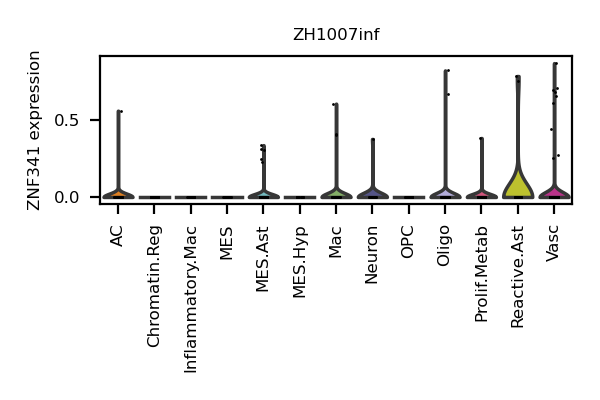 ZH1007inf
ZNF341 expression
0.5
0.0
AC
Chromatin.Reg
Inflammatory.Mac
MES
MES.Ast
MES.Hyp
Mac
Neuron
OPC
Oligo
Prolif.Metab
Reactive.Ast
Vasc